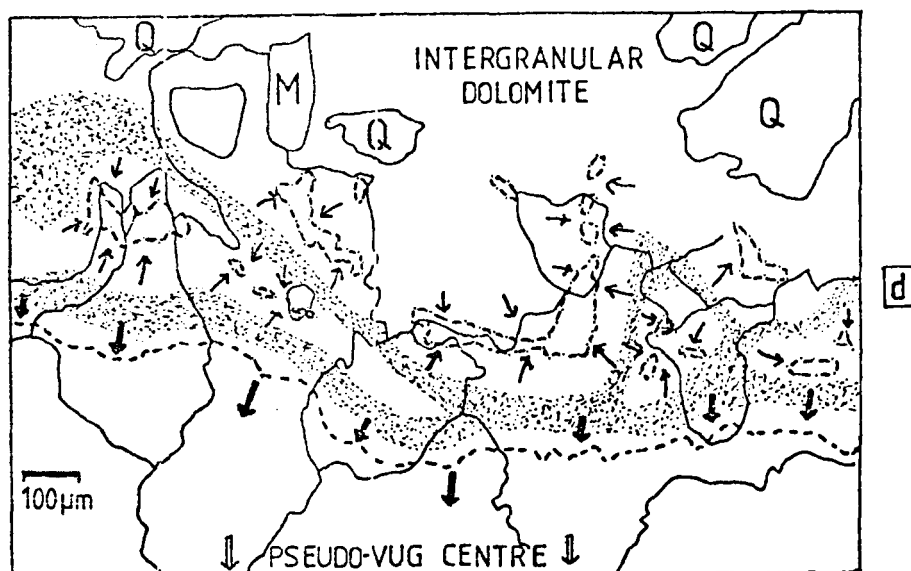 Q
Q
INTERGRANULAR
DOLOMITE
M
Q
Q
d
100µm
PSEUDO-VUG CENTRE